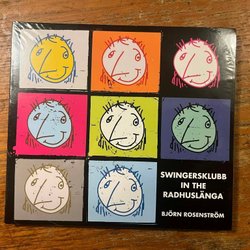 SWINGERSKLUBB
IN THE
RADHUSLÄNGA
BJÖRN ROSENSTRÖM